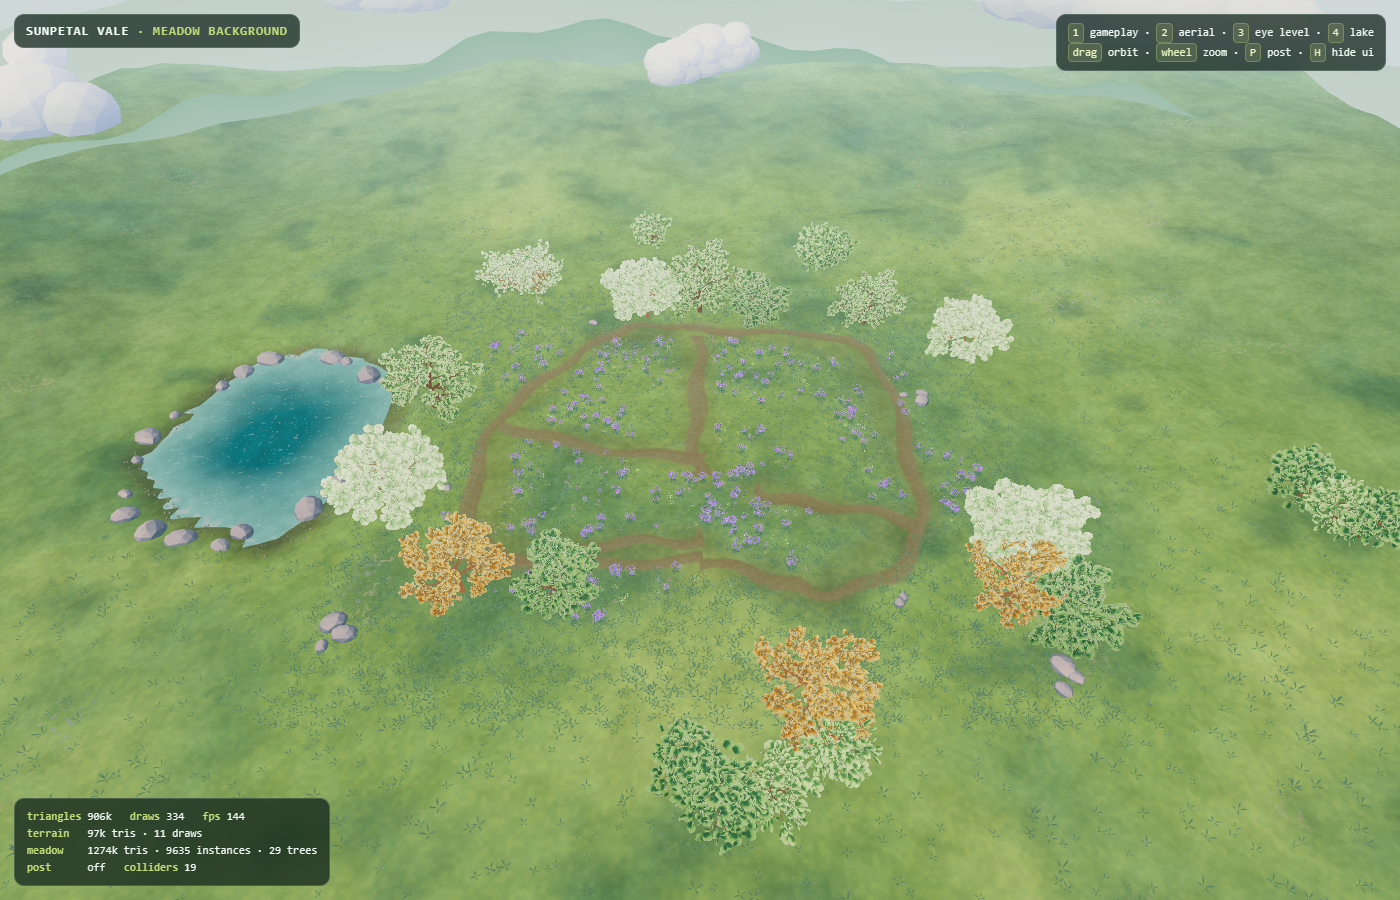 SUNPETAL VALE · MEADOW BACKGROUND
1 gameplay · 2 aerial · 3 eye level · 4 lake
drag orbit · wheel zoom · P post · H hide ui
triangles 906k draws 334 fps 144
terrain 97k tris · 11 draws
meadow 1274k tris · 9635 instances · 29 trees
post off colliders 19